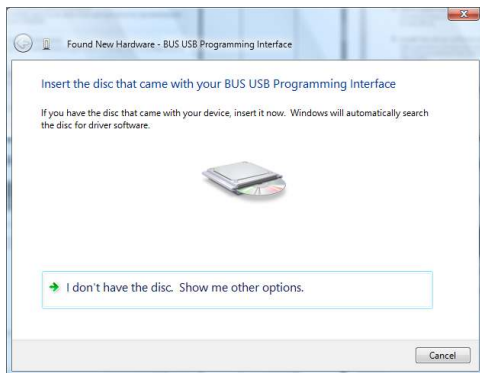 Found New Hardware - BUS USB Programming Interface
Insert the disc that came with your BUS USB Programming Interface
If you have the disc that came with your device, insert it now. Windows will automatically search
the disc for driver software.
I don't have the disc. Show me other options.
Cancel